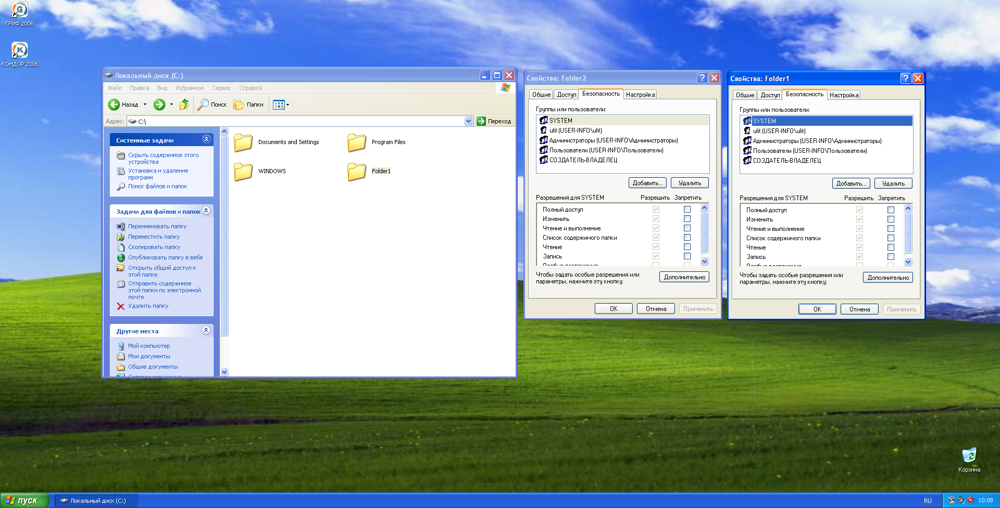 ГРИФ 2006
КОНДОР 2006
Локальный диск (C:)
Файл Правка Вид Избранное Сервис Справка
Назад Поиск Папки
Адрес: C:\ Переход
Системные задачи
Скрыть содержимое этого
устройства
Установка и удаление
программ
Поиск файлов и папок
Задачи для файлов и папок
Переименовать папку
Переместить папку
Скопировать папку
Опубликовать папку в вебе
Открыть общий доступ к
этой папке
Отправить содержимое
этой папки по электронной
почте
Удалить папку
Другие места
Мой компьютер
Мои документы
Общие документы
Сетевое окружение
Documents and Settings
Program Files
WINDOWS
Folder1
Свойства: Folder2
Общие Доступ Безопасность Настройка
Группы или пользователи:
SYSTEM
ufit (USER-INFO\ufit)
Администраторы (USER-INFO\Администраторы)
Пользователи (USER-INFO\Пользователи)
СОЗДАТЕЛЬ-ВЛАДЕЛЕЦ
Добавить... Удалить
Разрешения для SYSTEM Разрешить Запретить
Полный доступ
Изменить
Чтение и выполнение
Список содержимого папки
Чтение
Запись
Особые разрешения
Чтобы задать особые разрешения или
параметры, нажмите эту кнопку:
Дополнительно
OK Отмена Применить
Свойства: Folder1
Общие Доступ Безопасность Настройка
Группы или пользователи:
SYSTEM
ufit (USER-INFO\ufit)
Администраторы (USER-INFO\Администраторы)
Пользователи (USER-INFO\Пользователи)
СОЗДАТЕЛЬ-ВЛАДЕЛЕЦ
Добавить... Удалить
Разрешения для SYSTEM Разрешить Запретить
Полный доступ
Изменить
Чтение и выполнение
Список содержимого папки
Чтение
Запись
Особые разрешения
Чтобы задать особые разрешения или
параметры, нажмите эту кнопку:
Дополнительно
OK Отмена Применить
Корзина
пуск
Локальный диск (C:)
RU
10:08